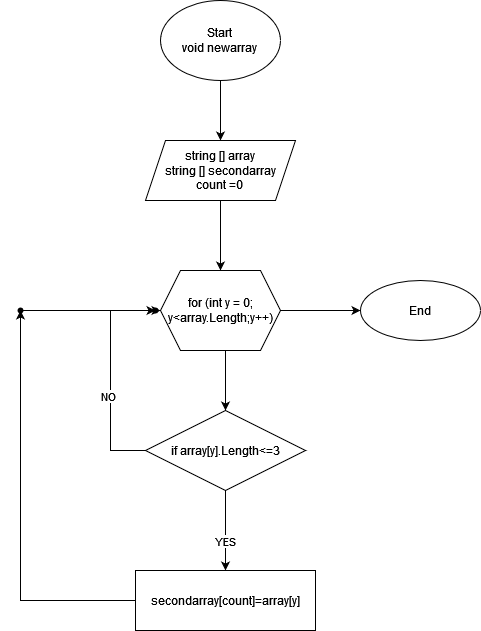 Start
void newarray
string [] array
string [] secondarray
count =0
for (int y = 0;
y<array.Length;y++)
End
NO
if array[y].Length<=3
YES
secondarray[count]=array[y]